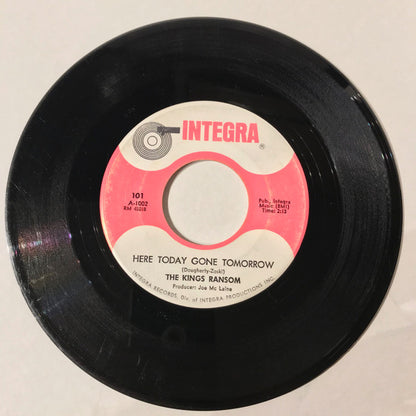 INTEGRA
®
101
A-1002
Pub., Integra
Music (BMI)
Time: 2:13
HERE TODAY GONE TOMORROW
(Dougherty-Zack!)
THE KINGS RANSOM
Producer: Joe Mc Laine
INTEGRA RECORDS, Div. of INTEGRA PRODUCTIONS INC.